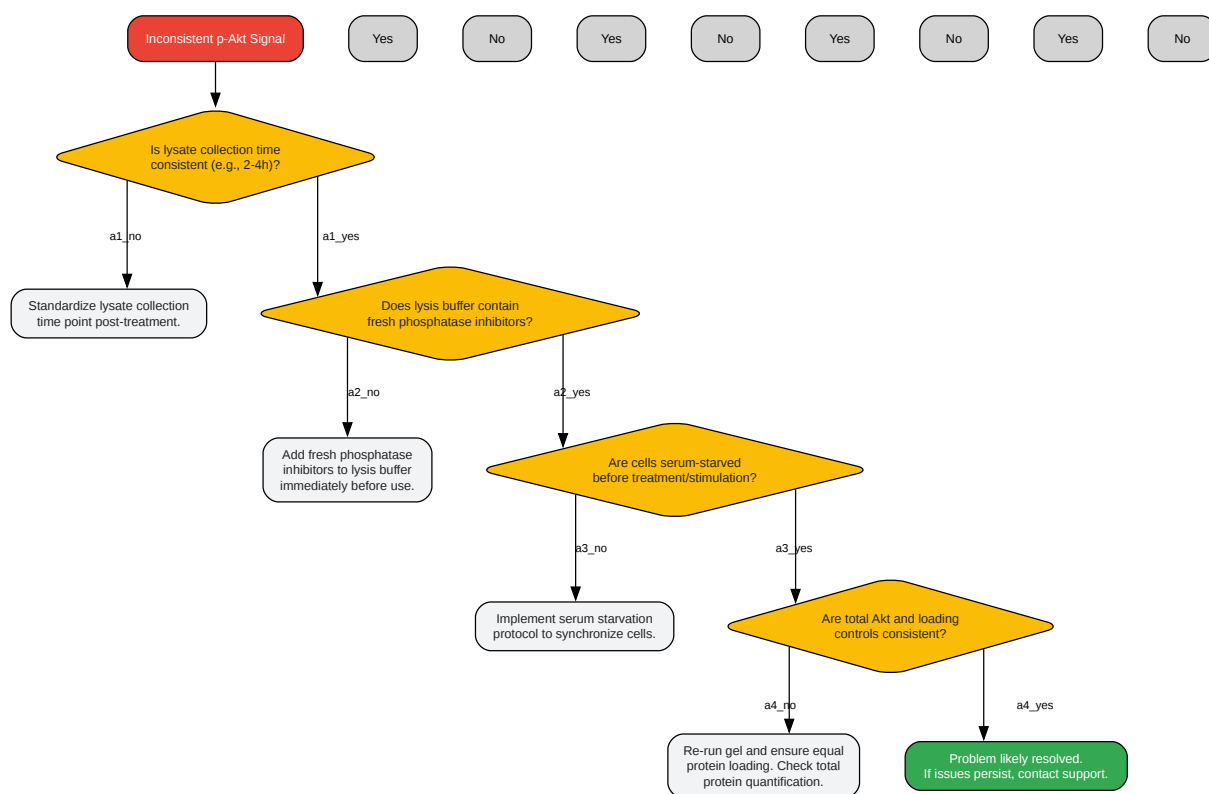 Inconsistent p-Akt Signal
Yes
No
Yes
No
Yes
No
Yes
No
Is lysate collection time
consistent (e.g., 2-4h)?
a1_no
a1_yes
Standardize lysate collection
time point post-treatment.
Does lysis buffer contain
fresh phosphatase inhibitors?
a2_no
a2_yes
Add fresh phosphatase
inhibitors to lysis buffer
immediately before use.
Are cells serum-starved
before treatment/stimulation?
a3_no
a3_yes
Implement serum starvation
protocol to synchronize cells.
Are total Akt and loading
controls consistent?
a4_no
a4_yes
Re-run gel and ensure equal
protein loading. Check total
protein quantification.
Problem likely resolved.
If issues persist, contact support.